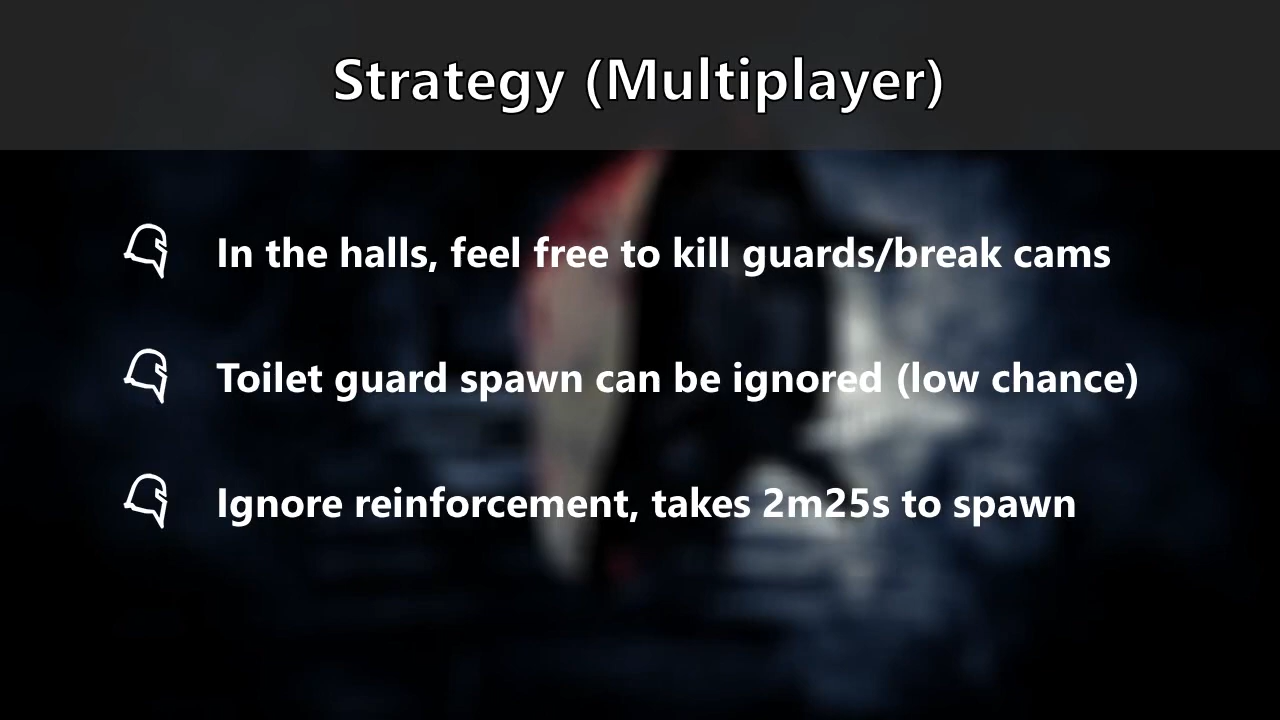 Strategy (Multiplayer)
In the halls, feel free to kill guards/break cams
Toilet guard spawn can be ignored (low chance)
Ignore reinforcement, takes 2m25s to spawn